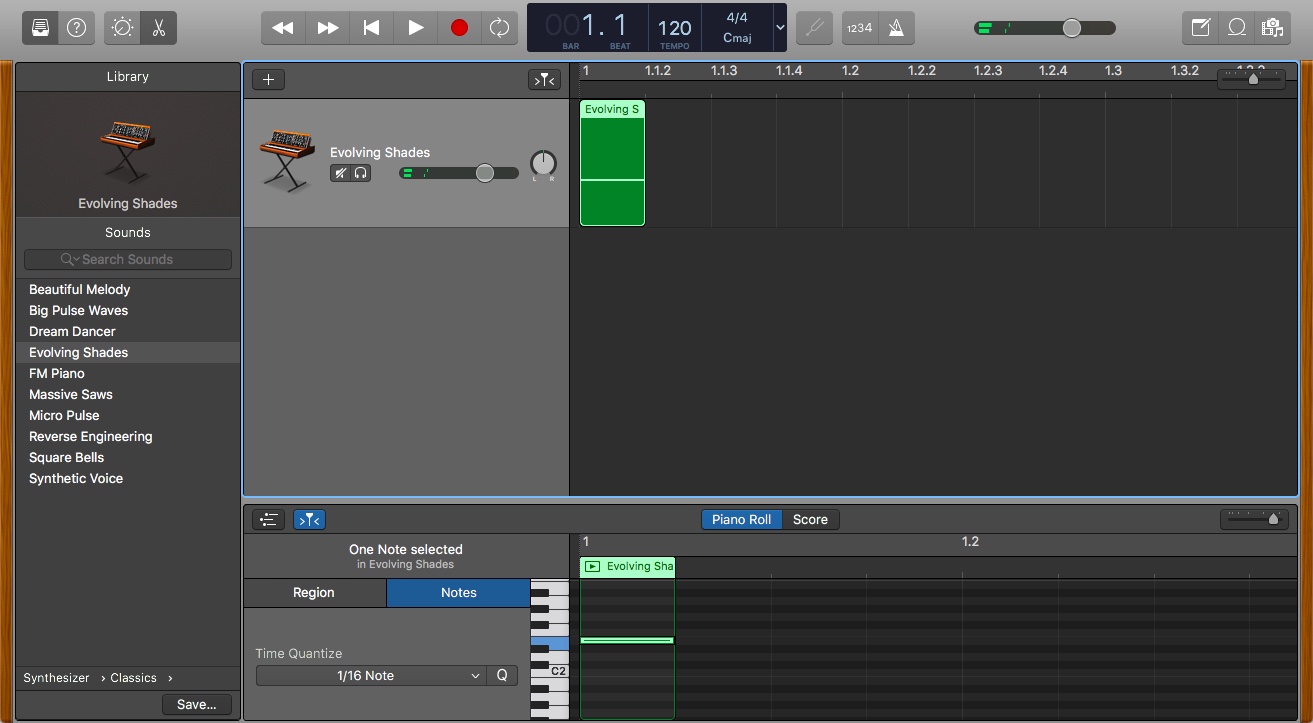 001. 1
BAR BEAT
120
TEMPO
4/4
Cmaj
1234
Library
Evolving Shades
Sounds
Search Sounds
Beautiful Melody
Big Pulse Waves
Dream Dancer
Evolving Shades
FM Piano
Massive Saws
Micro Pulse
Reverse Engineering
Square Bells
Synthetic Voice
Synthesizer › Classics ›
Save...
1 1.1.2 1.1.3 1.1.4 1.2 1.2.2 1.2.3 1.2.4 1.3 1.3.2
Evolving Shades
L R
Evolving S
Piano Roll Score
1 1.2
One Note selected
in Evolving Shades
Evolving Sha
Region Notes
Time Quantize
1/16 Note Q
C2